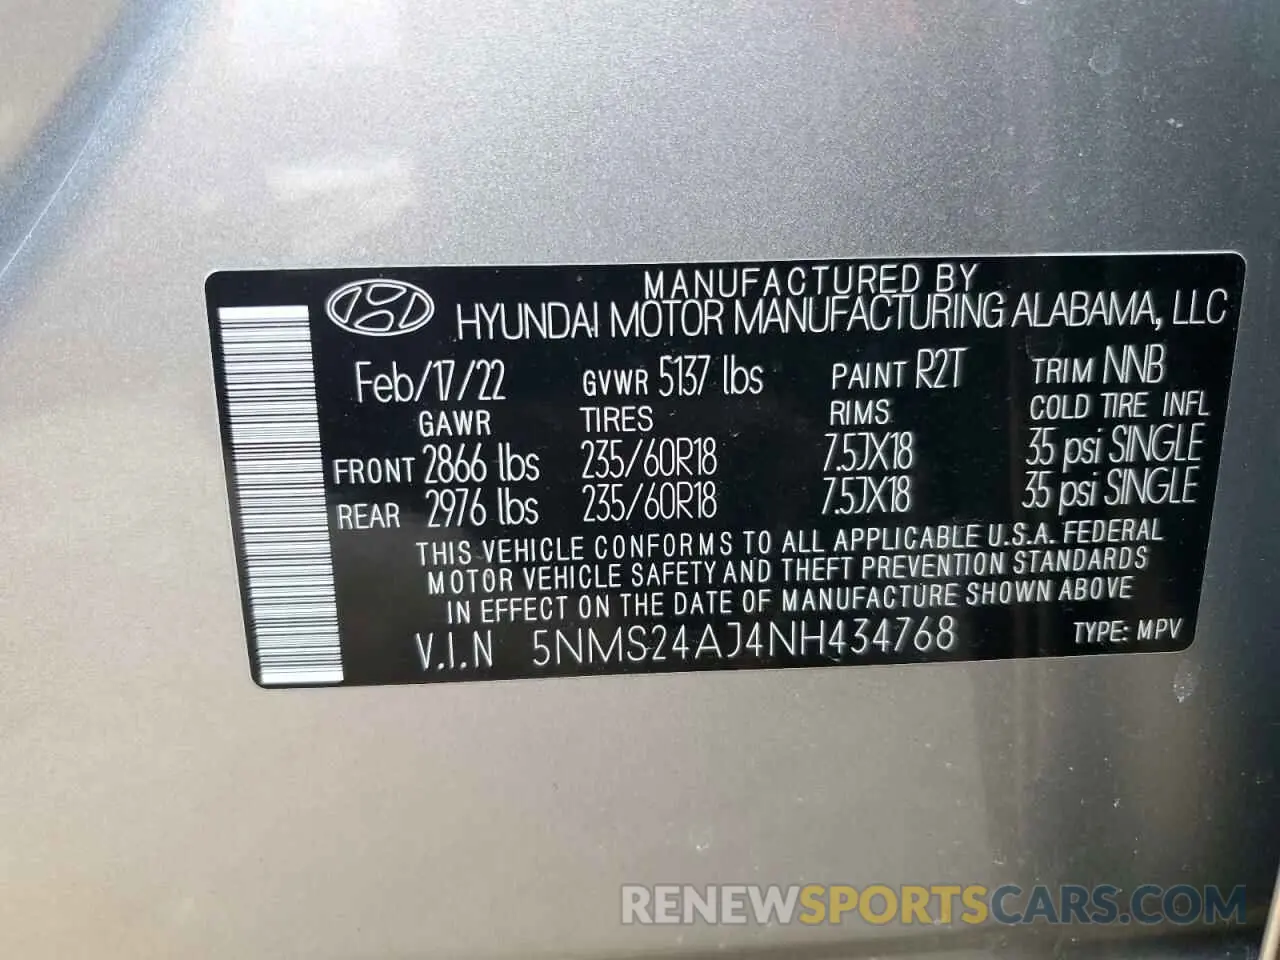 MANUFACTURED BY
HYUNDAI MOTOR MANUFACTURING ALABAMA, LLC
Feb/17/22 GVWR 5137 lbs PAINT R2T TRIM NNB
GAWR TIRES RIMS COLD TIRE INFL
FRONT 2866 lbs 235/60R18 7.5JX18 35 psi SINGLE
REAR 2976 lbs 235/60R18 7.5JX18 35 psi SINGLE
THIS VEHICLE CONFORMS TO ALL APPLICABLE U.S.A. FEDERAL
MOTOR VEHICLE SAFETY AND THEFT PREVENTION STANDARDS
IN EFFECT ON THE DATE OF MANUFACTURE SHOWN ABOVE
V.I.N 5NMS24AJ4NH434768 TYPE: MPV
RENEWSPORTSCARS.COM